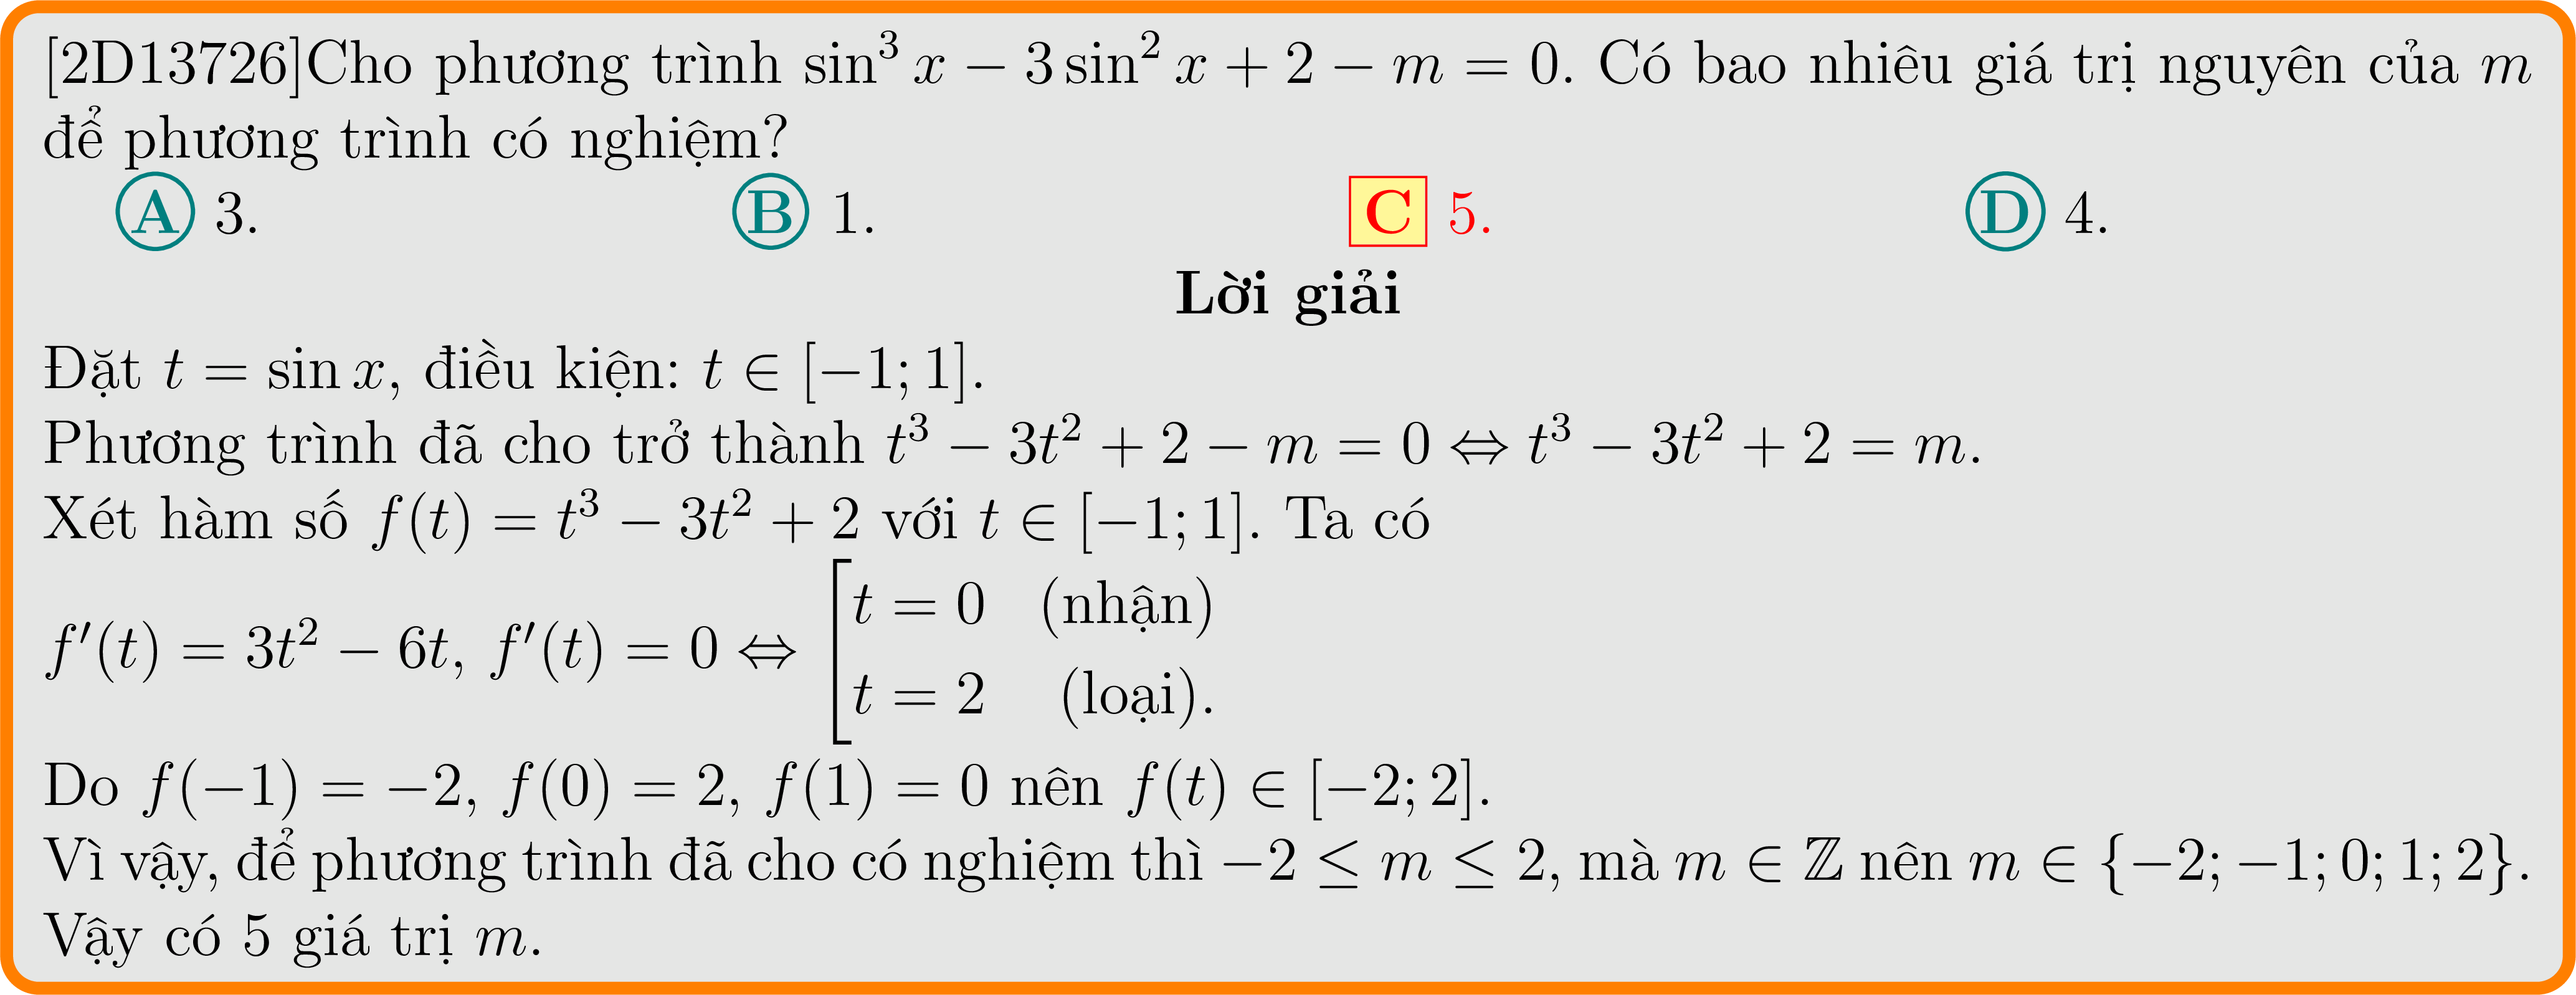 [2D13726]Cho phương trình sin³ x − 3 sin² x + 2 − m = 0. Có bao nhiêu giá trị nguyên của m
để phương trình có nghiệm?
A 3. B 1. C 5. D 4.
Lời giải
Đặt t = sin x, điều kiện: t ∈ [−1; 1].
Phương trình đã cho trở thành t³ − 3t² + 2 − m = 0 ⇔ t³ − 3t² + 2 = m.
Xét hàm số f(t) = t³ − 3t² + 2 với t ∈ [−1; 1]. Ta có
f′(t) = 3t² − 6t, f′(t) = 0 ⇔ [ t = 0 (nhận)
t = 2 (loại).
Do f(−1) = −2, f(0) = 2, f(1) = 0 nên f(t) ∈ [−2; 2].
Vì vậy, để phương trình đã cho có nghiệm thì −2 ≤ m ≤ 2, mà m ∈ ℤ nên m ∈ {−2; −1; 0; 1; 2}.
Vậy có 5 giá trị m.